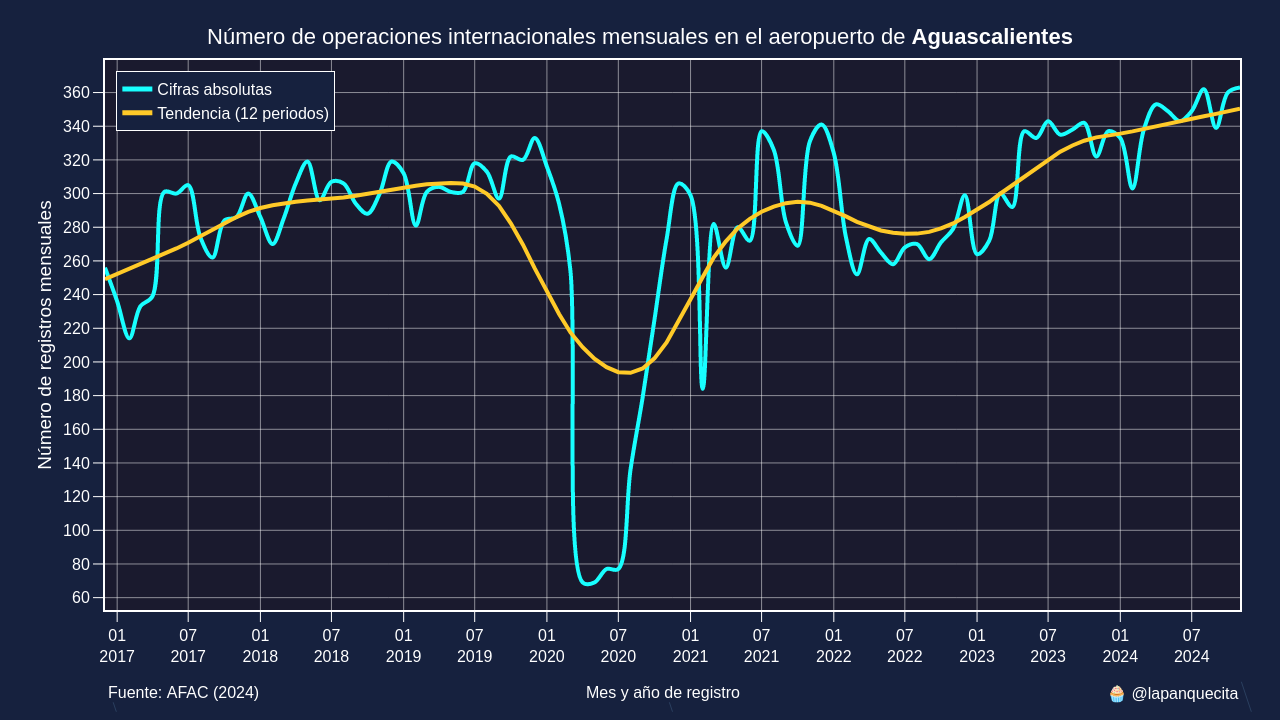 Número de operaciones internacionales mensuales en el aeropuerto de Aguascalientes
Cifras absolutas
Tendencia (12 periodos)
Número de registros mensuales
360
340
320
300
280
260
240
220
200
180
160
140
120
100
80
60
01 07 01 07 01 07 01 07 01 07 01 07 01 07 01 07
2017 2017 2018 2018 2019 2019 2020 2020 2021 2021 2022 2022 2023 2023 2024 2024
Fuente: AFAC (2024) Mes y año de registro 🧁 @lapanquecita